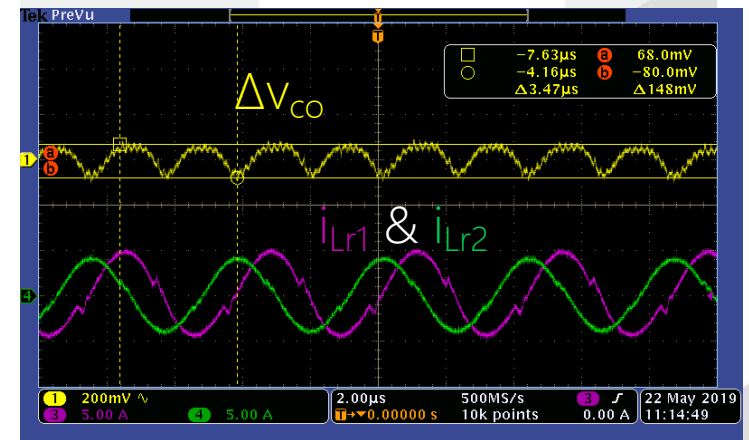 Tek PreVu
T
T
−7.63µs a 68.0mV
−4.16µs b −80.0mV
Δ3.47µs Δ148mV
ΔvCO
a
1
b
iLr1 & iLr2
4
1 200mV ∿ 2.00µs 500MS/s 3 ʃ 22 May 2019
3 5.00 A 4 5.00 A T→▾0.00000 s 10k points 0.00 A 11:14:49